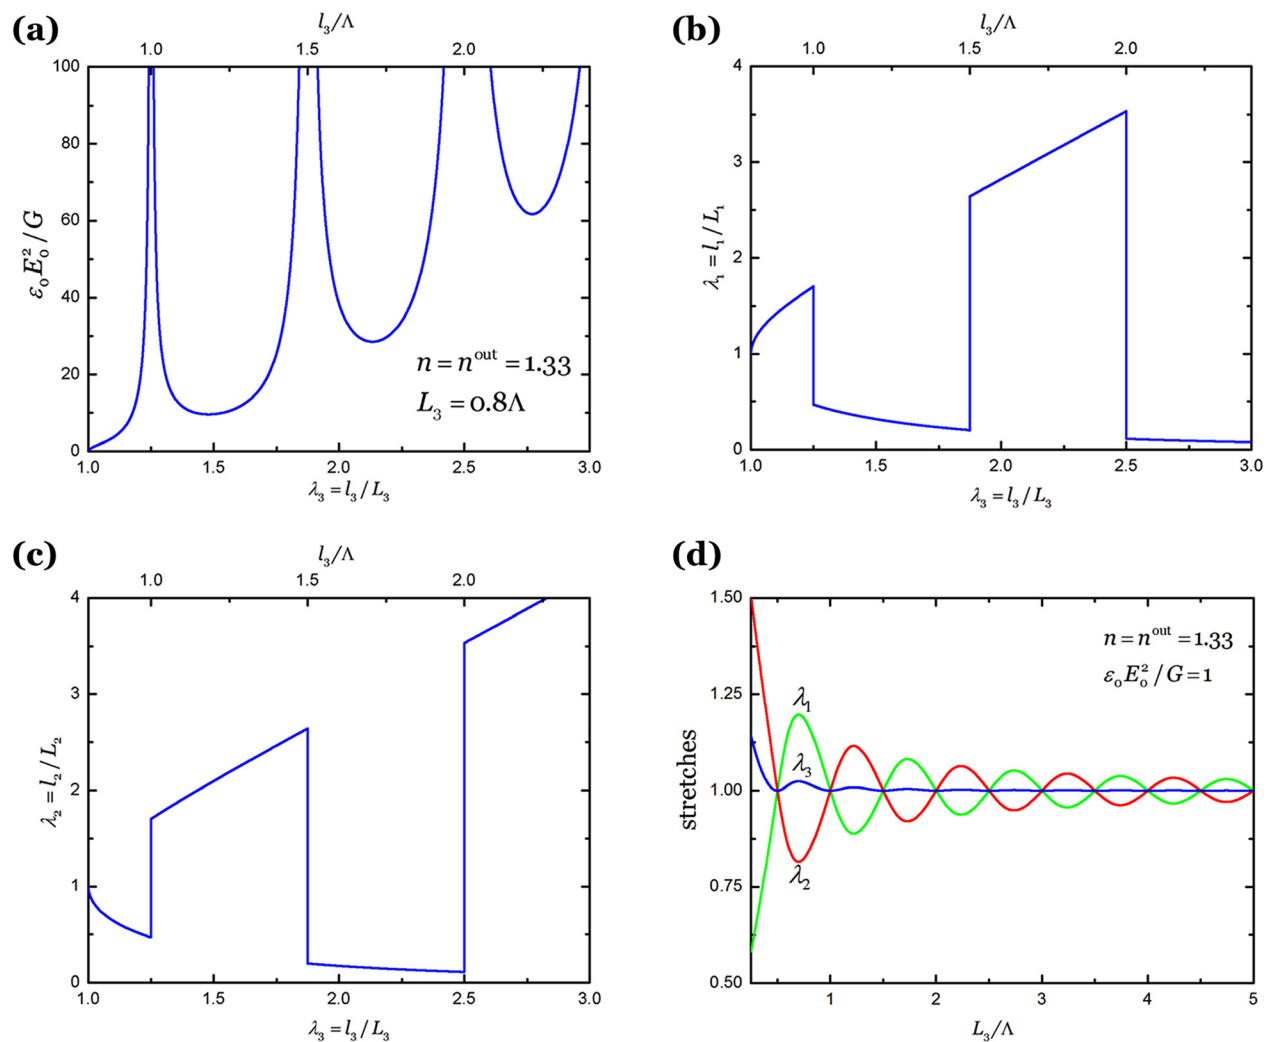 (a)
l₃/Λ
1.0 1.5 2.0
100
80
60
40
20
0
ε₀E₀²/G
n = nᵒᵘᵗ = 1.33
L₃ = 0.8Λ
1.0 1.5 2.0 2.5 3.0
λ₃ = l₃/L₃
(b)
l₃/Λ
1.0 1.5 2.0
4
3
2
1
0
λ₁ = l₁/L₁
1.0 1.5 2.0 2.5 3.0
λ₃ = l₃/L₃
(c)
l₃/Λ
1.0 1.5 2.0
4
3
2
1
0
λ₂ = l₂/L₂
1.0 1.5 2.0 2.5 3.0
λ₃ = l₃/L₃
(d)
1.50
1.25
1.00
0.75
0.50
stretches
n = nᵒᵘᵗ = 1.33
ε₀E₀²/G = 1
λ₁
λ₃
λ₂
1 2 3 4 5
L₃/Λ